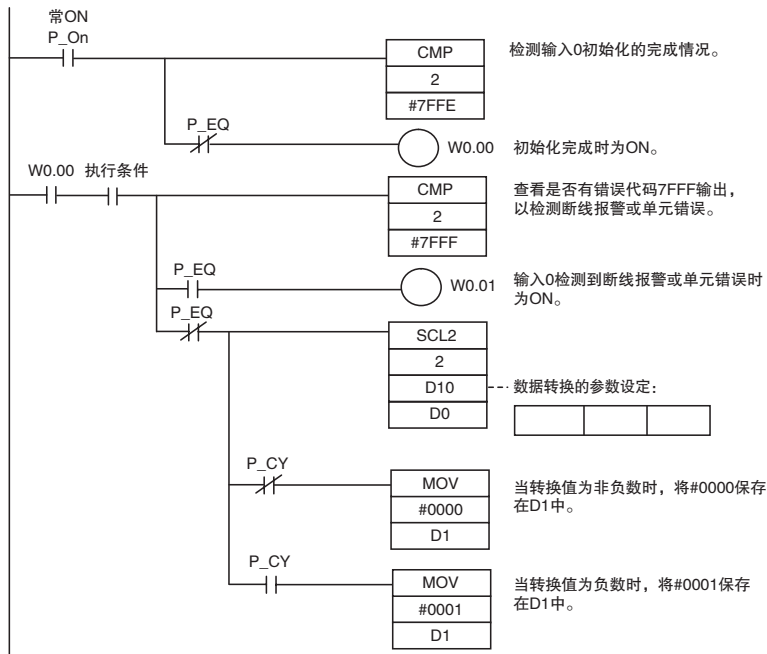 常ON
P_On
CMP
2
#7FFE
检测输入0初始化的完成情况。
P_EQ
W0.00
初始化完成时为ON。
W0.00 执行条件
CMP
2
#7FFF
查看是否有错误代码7FFF输出，
以检测断线报警或单元错误。
P_EQ
W0.01
输入0检测到断线报警或单元错误时
为ON。
P_EQ
SCL2
2
D10
D0
数据转换的参数设定：
P_CY
MOV
#0000
D1
当转换值为非负数时，将#0000保存
在D1中。
P_CY
MOV
#0001
D1
当转换值为负数时，将#0001保存
在D1中。